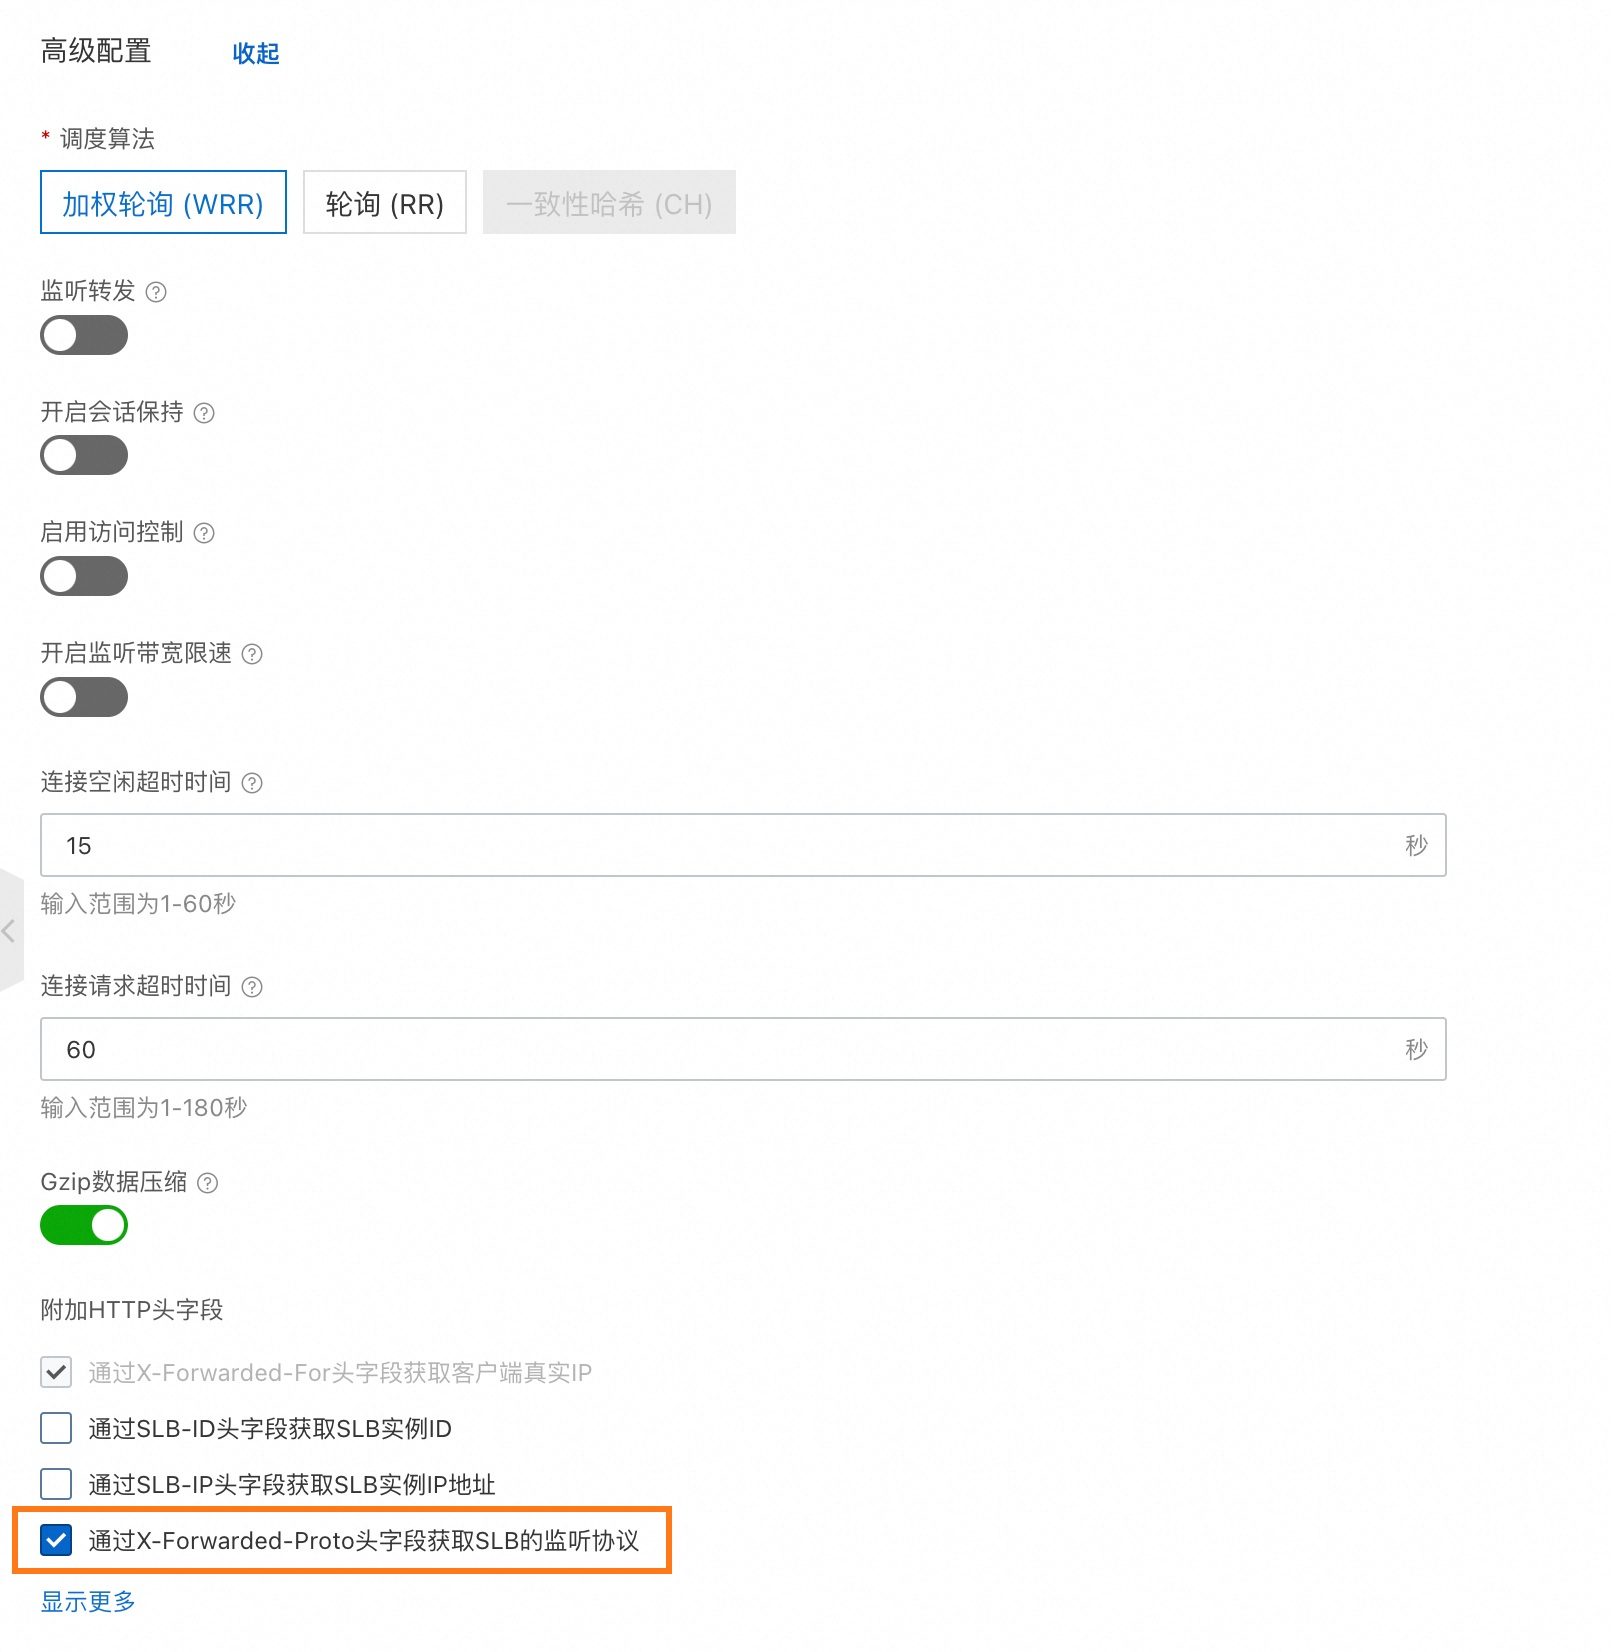 高级配置 收起
* 调度算法
加权轮询 (WRR) 轮询 (RR) 一致性哈希 (CH)
监听转发 ?
开启会话保持 ?
启用访问控制 ?
开启监听带宽限速 ?
连接空闲超时时间 ?
15 秒
输入范围为1-60秒
连接请求超时时间 ?
60 秒
输入范围为1-180秒
Gzip数据压缩 ?
附加HTTP头字段
通过X-Forwarded-For头字段获取客户端真实IP
通过SLB-ID头字段获取SLB实例ID
通过SLB-IP头字段获取SLB实例IP地址
通过X-Forwarded-Proto头字段获取SLB的监听协议
显示更多